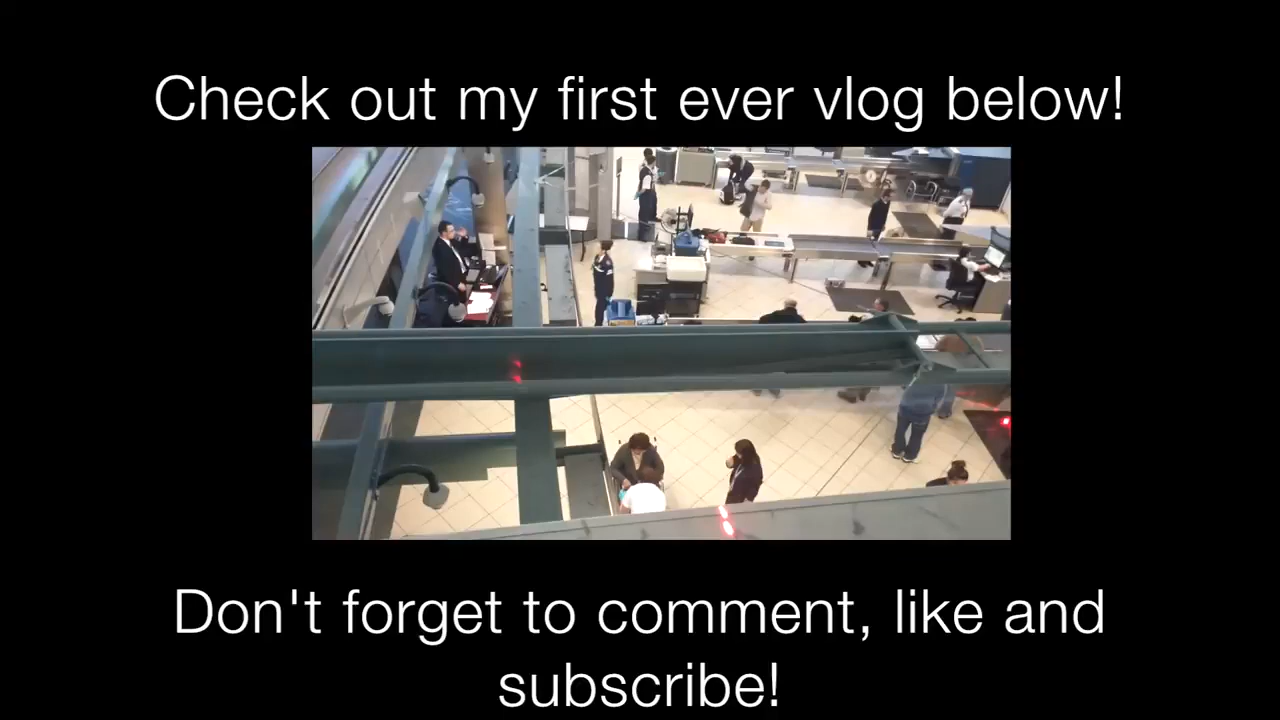 Check out my first ever vlog below!
Don't forget to comment, like and
subscribe!